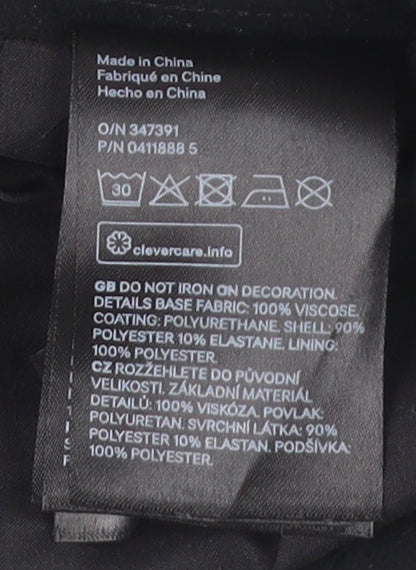 Made in China
Fabriqué en Chine
Hecho en China
O/N 347391
P/N 0411888 5
30
clevercare.info
GB DO NOT IRON ON DECORATION.
DETAILS BASE FABRIC: 100% VISCOSE.
COATING: POLYURETHANE. SHELL: 90%
POLYESTER 10% ELASTANE. LINING:
100% POLYESTER.
CZ ROZŽEHLETE DO PŮVODNÍ
VELIKOSTI. ZÁKLADNÍ MATERIÁL
DETAILŮ: 100% VISKÓZA. POVLAK:
POLYURETAN. SVRCHNÍ LÁTKA: 90%
POLYESTER 10% ELASTAN. PODŠÍVKA:
100% POLYESTER.